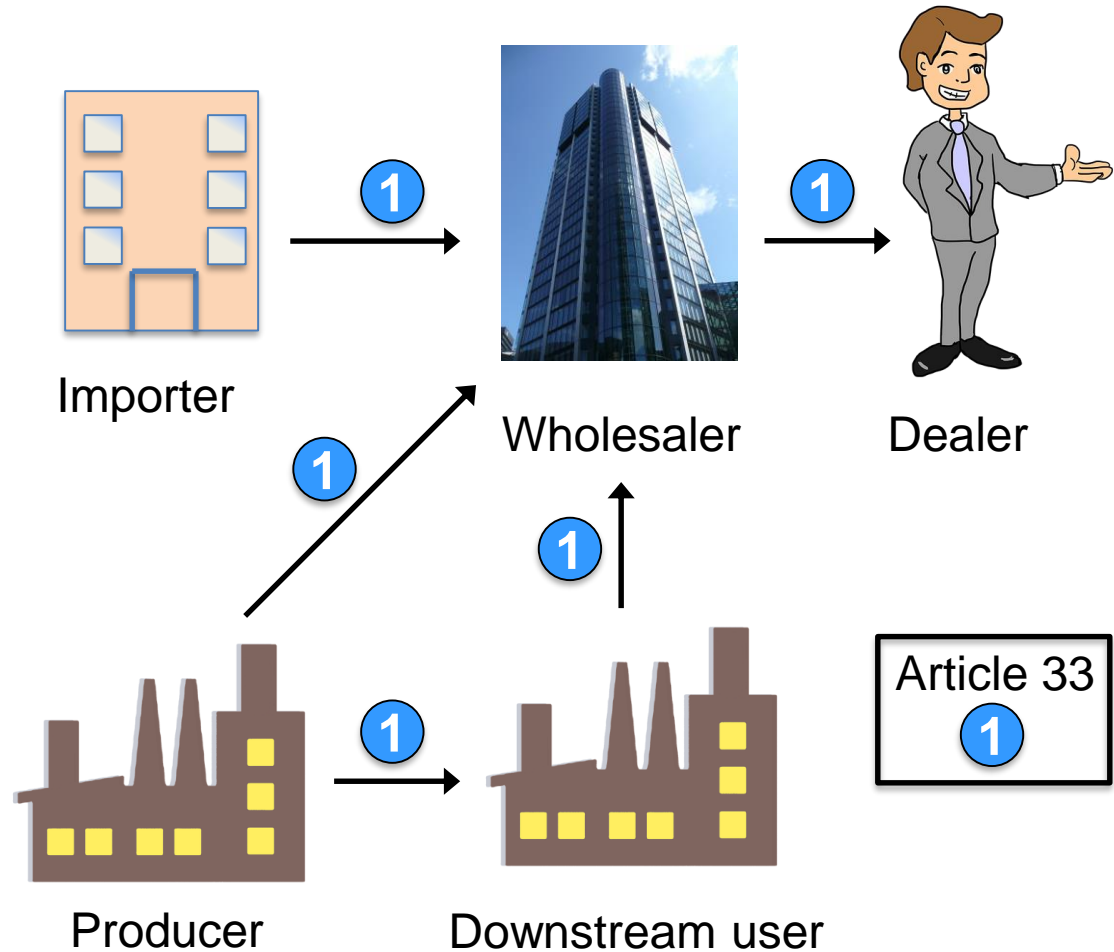 1
1
Importer
Wholesaler
Dealer
1
1
Article 33
1
1
Producer
Downstream user